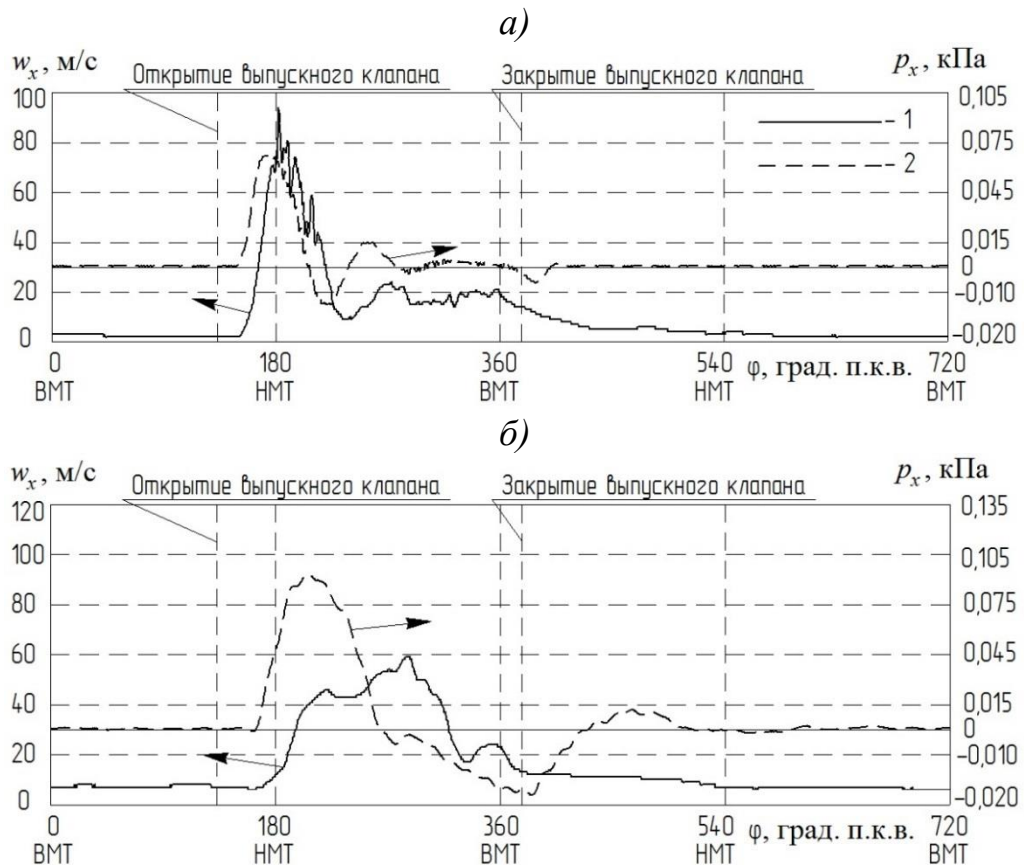 а)
w_x, м/с
Открытие выпускного клапана
Закрытие выпускного клапана
p_x, кПа
100
80
60
40
20
0
0,105
0,075
0,045
0,015
0
-0,010
-0,020
- 1
- 2
0
180
360
540
φ, град. п.к.в.
720
ВМТ
НМТ
ВМТ
НМТ
ВМТ
б)
w_x, м/с
Открытие выпускного клапана
Закрытие выпускного клапана
p_x, кПа
120
100
80
60
40
20
0
0,135
0,105
0,075
0,045
0,015
0
-0,010
-0,020
0
180
360
540
φ, град. п.к.в.
720
ВМТ
НМТ
ВМТ
НМТ
ВМТ